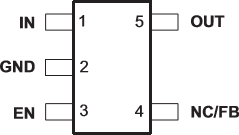 IN 1 5 OUT
GND 2
EN 3 4 NC/FB